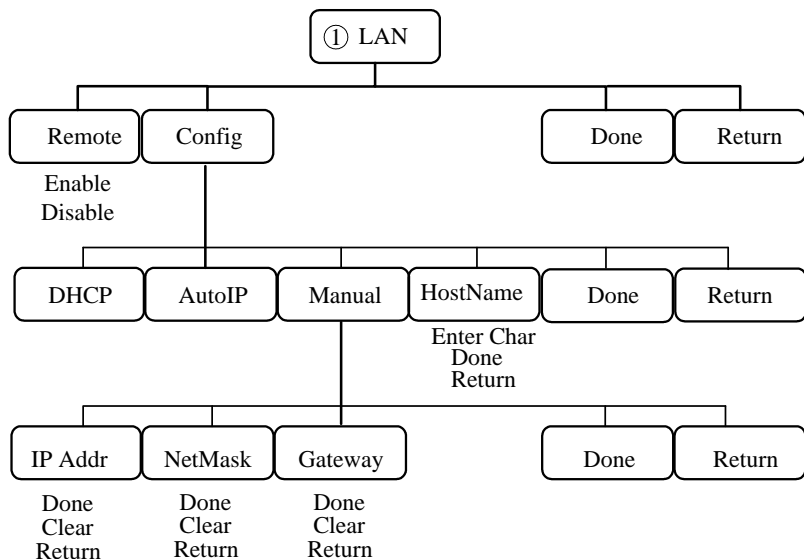 ① LAN
Remote Config Done Return
Enable
Disable
DHCP AutoIP Manual HostName Done Return
Enter Char
Done
Return
IP Addr NetMask Gateway Done Return
Done Done Done
Clear Clear Clear
Return Return Return